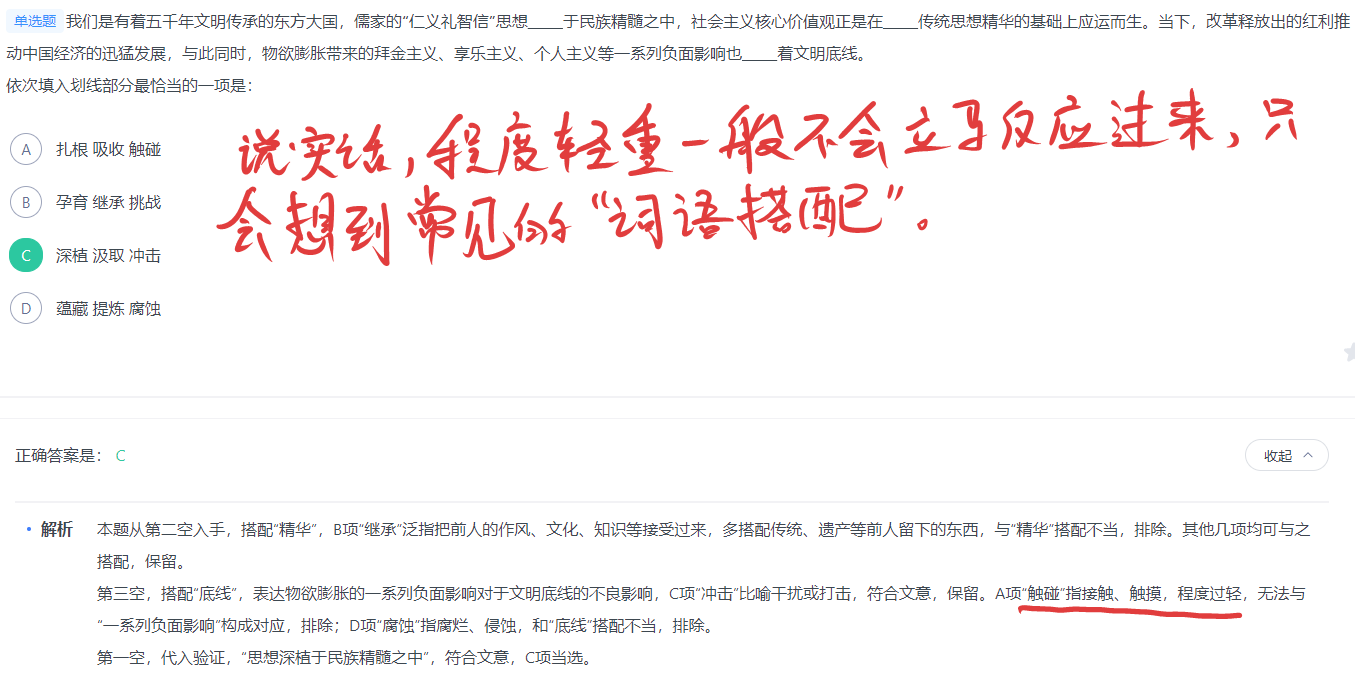 单选题 我们是有着五千年文明传承的东方大国，儒家的“仁义礼智信”思想_____于民族精髓之中，社会主义核心价值观正是在_____传统思想精华的基础上应运而生。当下，改革释放出的红利推
动中国经济的迅猛发展，与此同时，物欲膨胀带来的拜金主义、享乐主义、个人主义等一系列负面影响也_____着文明底线。
依次填入划线部分最恰当的一项是：
A 扎根 吸收 触碰
说实话，程度轻重一般不会立马反应过来，只
B 孕育 继承 挑战
会想到常见的“词语搭配”。
C 深植 汲取 冲击
D 蕴藏 提炼 腐蚀
正确答案是： C
收起
• 解析 本题从第二空入手，搭配“精华”，B项“继承”泛指把前人的作风、文化、知识等接受过来，多搭配传统、遗产等前人留下的东西，与“精华”搭配不当，排除。其他几项均可与之
搭配，保留。
第三空，搭配“底线”，表达物欲膨胀的一系列负面影响对于文明底线的不良影响，C项“冲击”比喻干扰或打击，符合文意，保留。A项“触碰”指接触、触摸，程度过轻，无法与
“一系列负面影响”构成对应，排除；D项“腐蚀”指腐烂、侵蚀，和“底线”搭配不当，排除。
第一空，代入验证，“思想深植于民族精髓之中”，符合文意，C项当选。